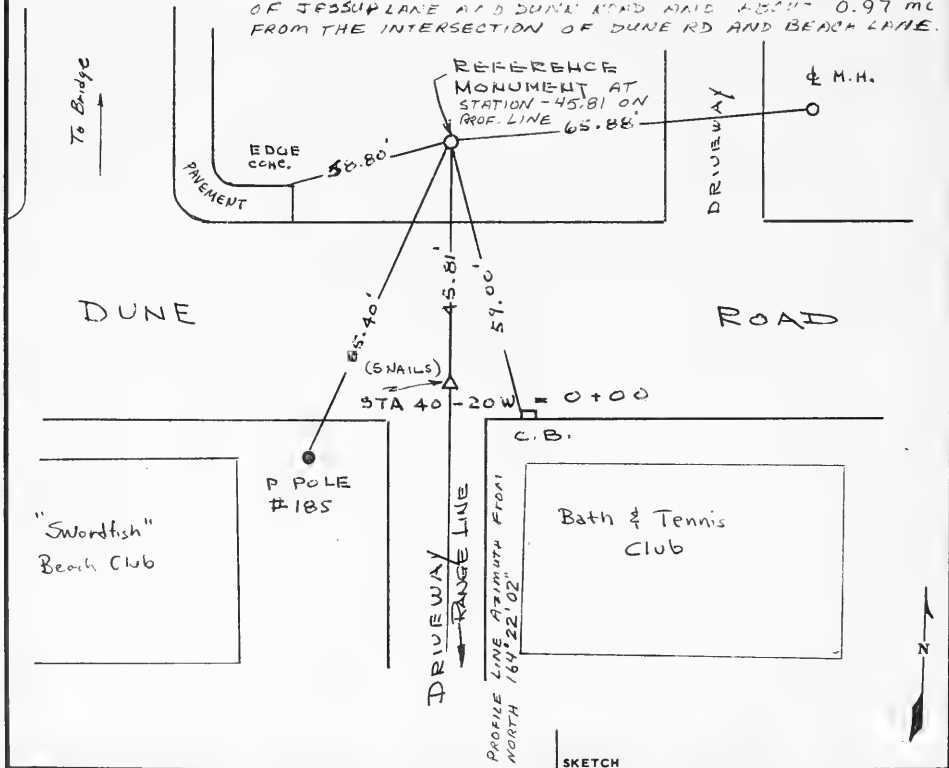 OF JESSUP LANE AND DUNE ROAD AND ABOUT 0.97 mi
FROM THE INTERSECTION OF DUNE RD AND BEACH LANE.
To Bridge
REFERENCE
MONUMENT AT
STATION -45.81 ON
PROF. LINE
65.88'
℄ M.H.
EDGE
CONC.
58.80'
PAVEMENT
DRIVEWAY
DUNE
ROAD
45.81'
59.00'
5.40'
(5 NAILS)
STA 40-20W = 0+00
C.B.
P POLE
#185
"Swordfish"
Beach Club
Bath & Tennis
Club
DRIVEWAY
RANGE LINE
PROFILE LINE AZIMUTH FROM
NORTH 164°22'02"
N
SKETCH